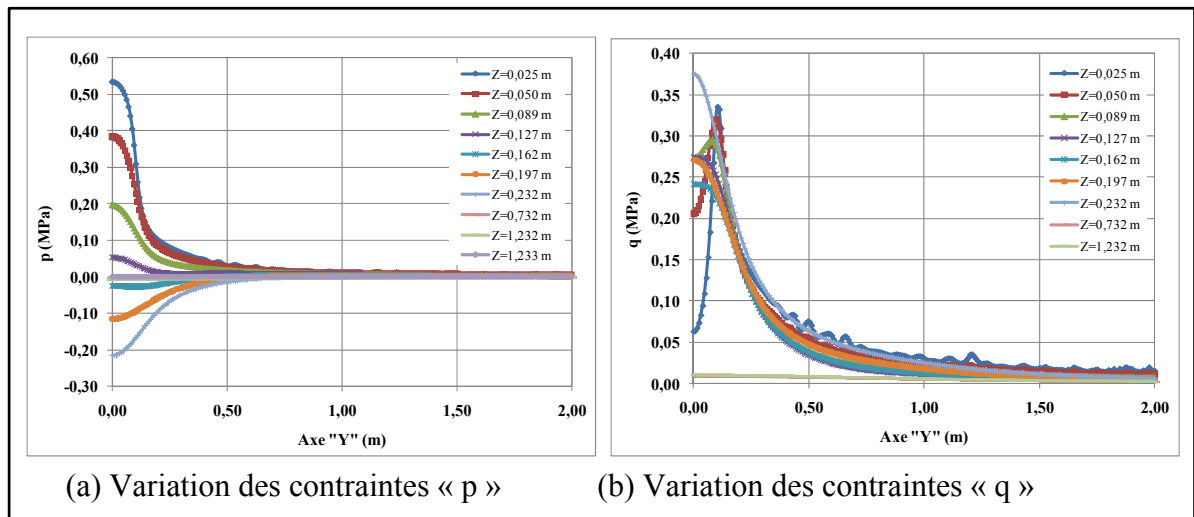 0,60
0,50
0,40
0,30
0,20
0,10
0,00
-0,10
-0,20
-0,30
p (MPa)
0,00 0,50 1,00 1,50 2,00
Axe "Y" (m)
Z=0,025 m
Z=0,050 m
Z=0,089 m
Z=0,127 m
Z=0,162 m
Z=0,197 m
Z=0,232 m
Z=0,732 m
Z=1,232 m
Z=1,233 m
(a) Variation des contraintes « p »
0,40
0,35
0,30
0,25
0,20
0,15
0,10
0,05
0,00
q (MPa)
0,00 0,50 1,00 1,50 2,00
Axe "Y" (m)
Z=0,025 m
Z=0,050 m
Z=0,089 m
Z=0,127 m
Z=0,162 m
Z=0,197 m
Z=0,232 m
Z=0,732 m
Z=1,232 m
(b) Variation des contraintes « q »